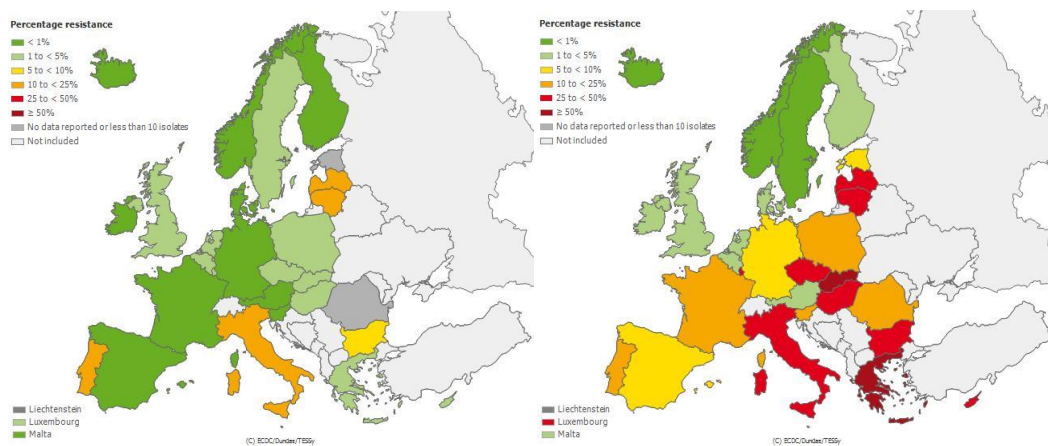 Percentage resistance
< 1%
1 to < 5%
5 to < 10%
10 to < 25%
25 to < 50%
≥ 50%
No data reported or less than 10 isolates
Not included
Liechtenstein
Luxembourg
Malta
(C) ECDC/Dundas/TESSy
Percentage resistance
< 1%
1 to < 5%
5 to < 10%
10 to < 25%
25 to < 50%
≥ 50%
No data reported or less than 10 isolates
Not included
Liechtenstein
Luxembourg
Malta
(C) ECDC/Dundas/TESSy